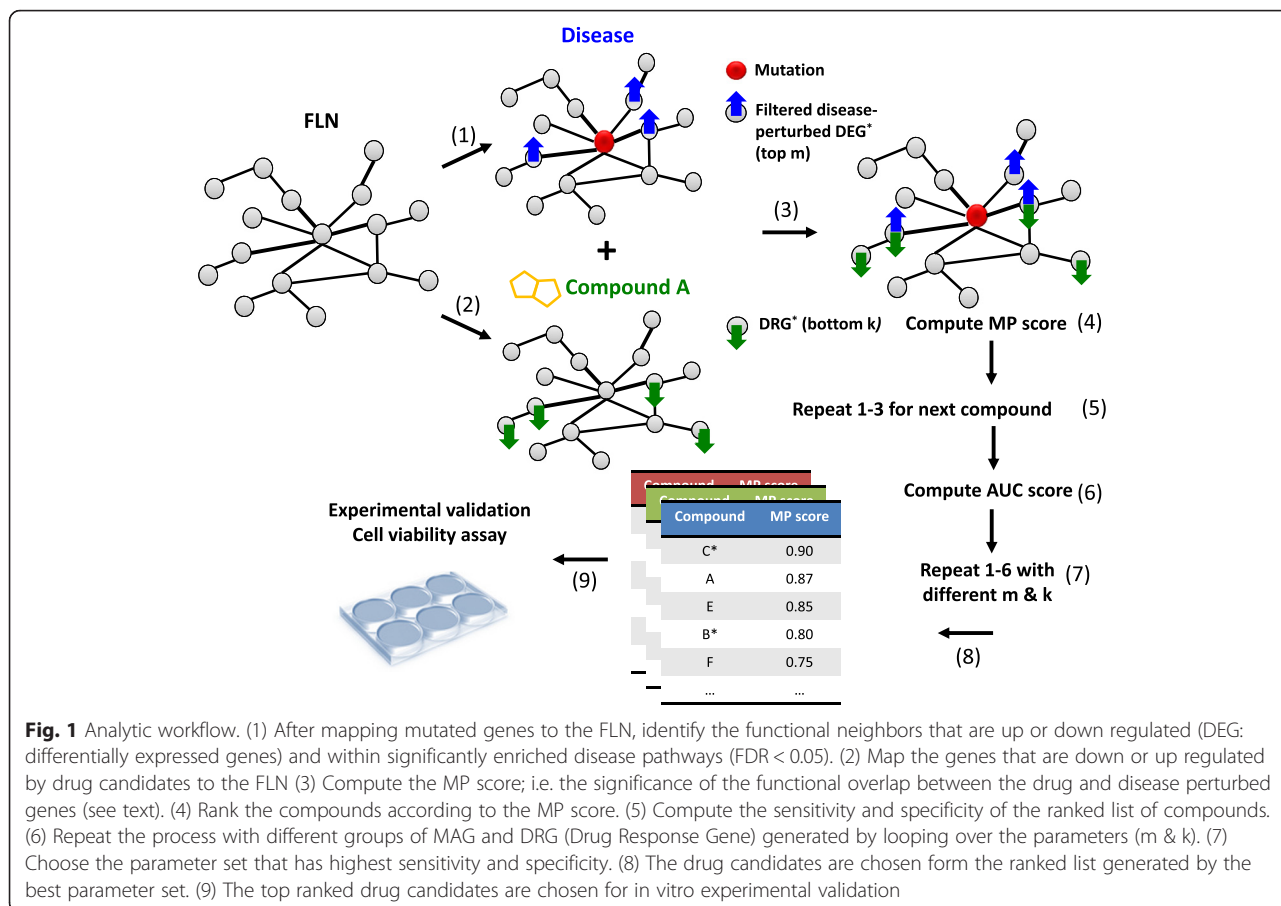 Disease
Mutation
Filtered disease-
perturbed DEG*
(top m)
FLN
(1)
(3)
+
Compound A
(2)
DRG* (bottom k)
Compute MP score (4)
Repeat 1-3 for next compound (5)
Compute AUC score (6)
Repeat 1-6 with
different m & k
(7)
(8)
Compound MP score
Compound MP score
Compound MP score
C* 0.90
A 0.87
E 0.85
B* 0.80
F 0.75
... ...
Experimental validation
Cell viability assay
(9)
Fig. 1 Analytic workflow. (1) After mapping mutated genes to the FLN, identify the functional neighbors that are up or down regulated (DEG:
differentially expressed genes) and within significantly enriched disease pathways (FDR < 0.05). (2) Map the genes that are down or up regulated
by drug candidates to the FLN (3) Compute the MP score; i.e. the significance of the functional overlap between the drug and disease perturbed
genes (see text). (4) Rank the compounds according to the MP score. (5) Compute the sensitivity and specificity of the ranked list of compounds.
(6) Repeat the process with different groups of MAG and DRG (Drug Response Gene) generated by looping over the parameters (m & k). (7)
Choose the parameter set that has highest sensitivity and specificity. (8) The drug candidates are chosen form the ranked list generated by the
best parameter set. (9) The top ranked drug candidates are chosen for in vitro experimental validation